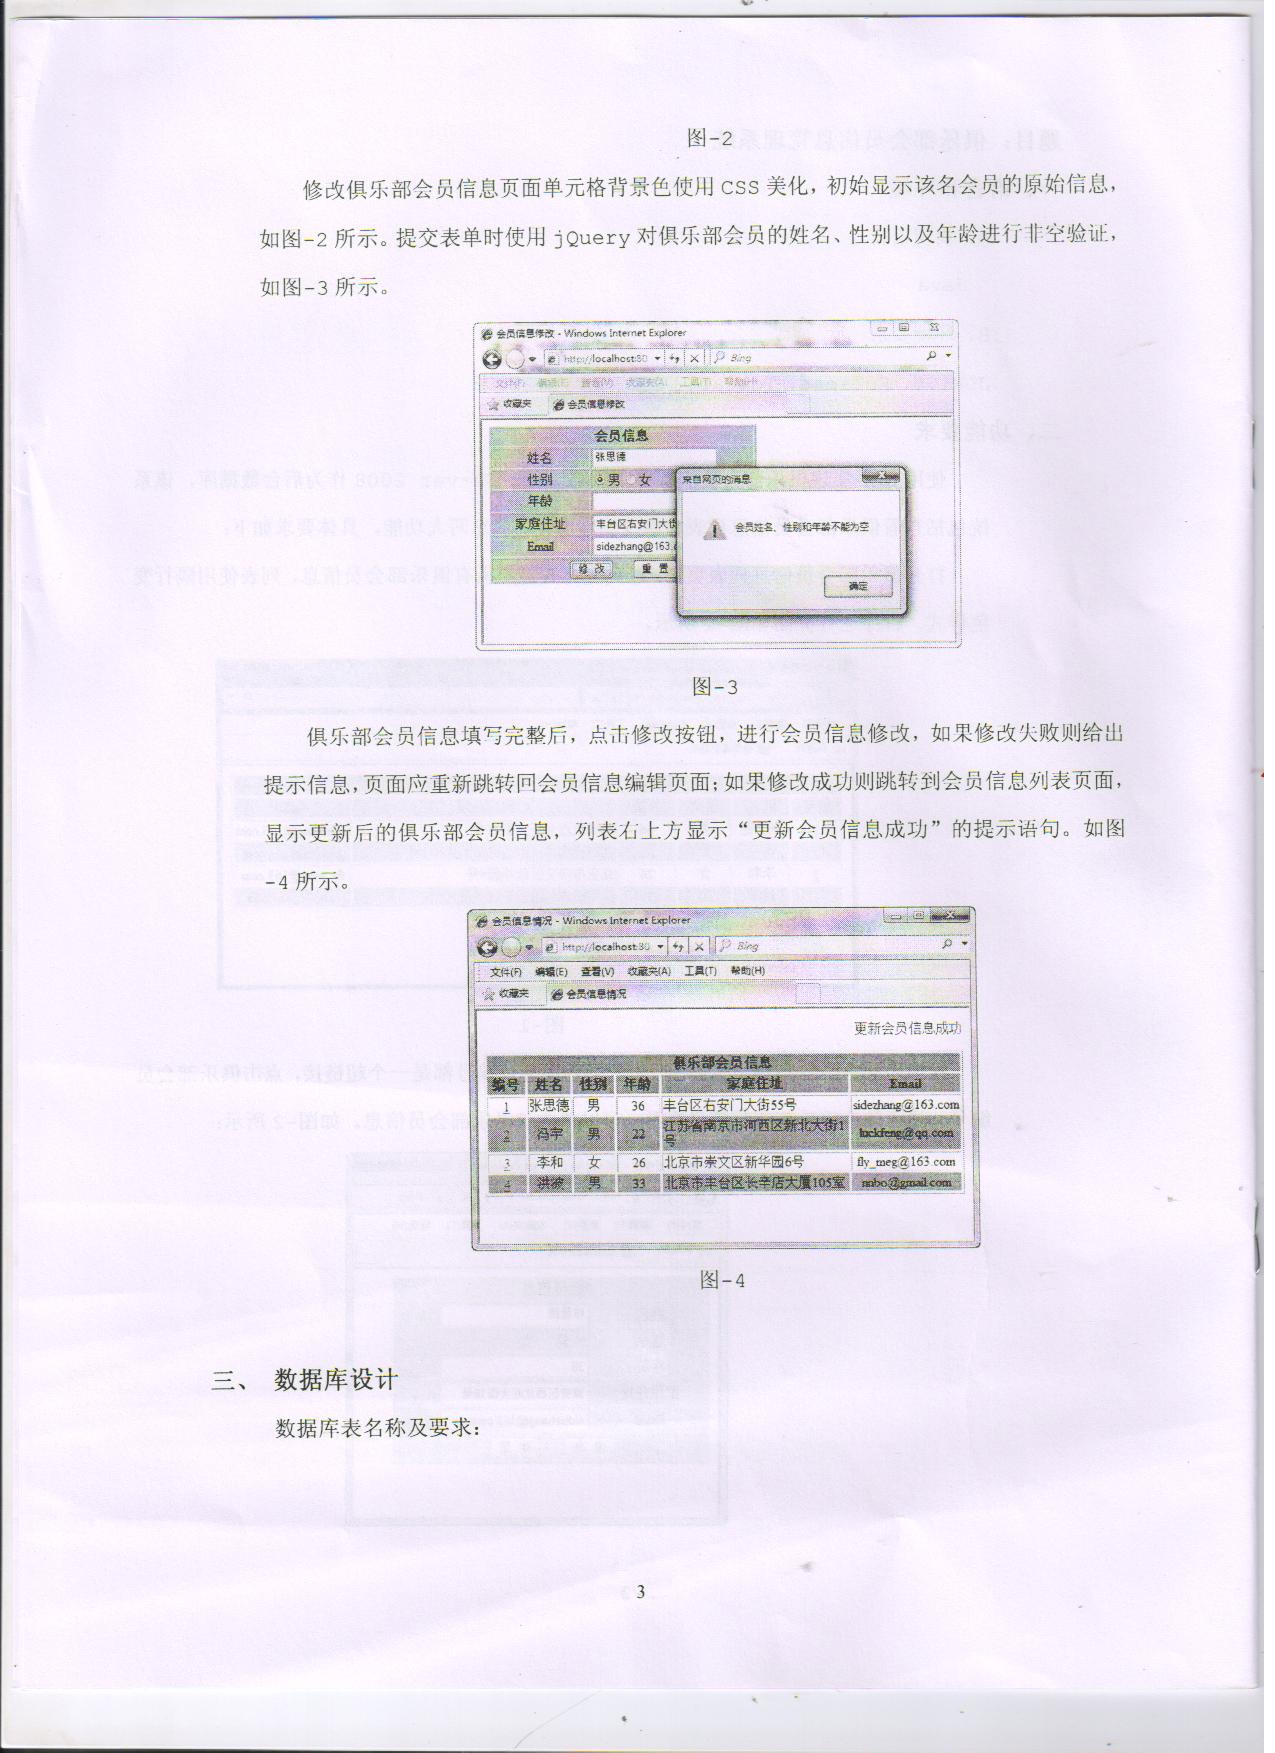 图-2
修改俱乐部会员信息页面单元格背景色使用 CSS 美化，初始显示该名会员的原始信息，
如图-2 所示。提交表单时使用 jQuery 对俱乐部会员的姓名、性别以及年龄进行非空验证，
如图-3 所示。
会员信息修改 - Windows Internet Explorer
http://localhost:80 Bing
文件(F) 编辑(E) 查看(V) 收藏夹(A) 工具(T) 帮助(H)
收藏夹 会员信息修改
会员信息
姓名 张思德
性别 男 女
年龄
家庭住址 丰台区右安门大街
Email sidezhang@163.
修 改 重 置
来自网页的消息
会员姓名、性别和年龄不能为空
确定
图-3
俱乐部会员信息填写完整后，点击修改按钮，进行会员信息修改，如果修改失败则给出
提示信息，页面应重新跳转回会员信息编辑页面；如果修改成功则跳转到会员信息列表页面，
显示更新后的俱乐部会员信息，列表右上方显示“更新会员信息成功”的提示语句。如图
-4 所示。
会员信息情况 - Windows Internet Explorer
http://localhost:80 Bing
文件(F) 编辑(E) 查看(V) 收藏夹(A) 工具(T) 帮助(H)
收藏夹 会员信息情况
更新会员信息成功
俱乐部会员信息
编号 姓名 性别 年龄 家庭住址 Email
1 张思德 男 36 丰台区右安门大街55号 sidezhang@163.com
2 冯宇 男 22 江苏省南京市河西区新北大街1号 luckfeng@qq.com
3 李和 女 26 北京市崇文区新华园6号 fly_meg@163.com
4 洪波 男 33 北京市丰台区长辛店大厦105室 mbo@gmail.com
图-4
三、 数据库设计
数据库表名称及要求：
3